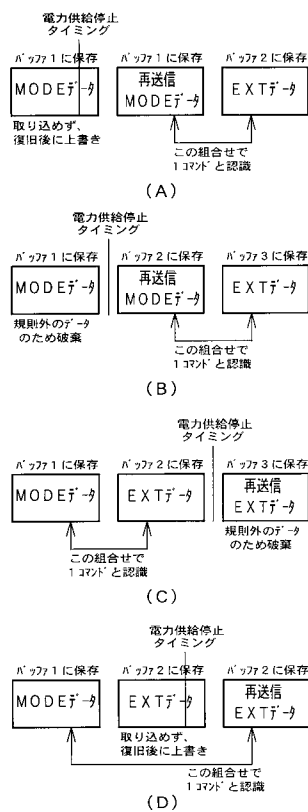 電力供給停止
タイミング
バッファ1に保存 バッファ1に保存 バッファ2に保存
MODEデータ 再送信 EXTデータ
MODEデータ
取り込めず、
復旧後に上書き
この組合せで
1コマンドと認識
(A)
電力供給停止
タイミング
バッファ1に保存 バッファ2に保存 バッファ3に保存
MODEデータ 再送信 EXTデータ
MODEデータ
規則外のデータ
のため破棄
この組合せで
1コマンドと認識
(B)
電力供給停止
タイミング
バッファ1に保存 バッファ2に保存 バッファ3に保存
MODEデータ EXTデータ 再送信
EXTデータ
この組合せで
1コマンドと認識
規則外のデータ
のため破棄
(C)
電力供給停止
タイミング
バッファ1に保存 バッファ2に保存 バッファ2に保存
MODEデータ EXTデータ 再送信
EXTデータ
取り込めず、
復旧後に上書き
この組合せで
1コマンドと認識
(D)